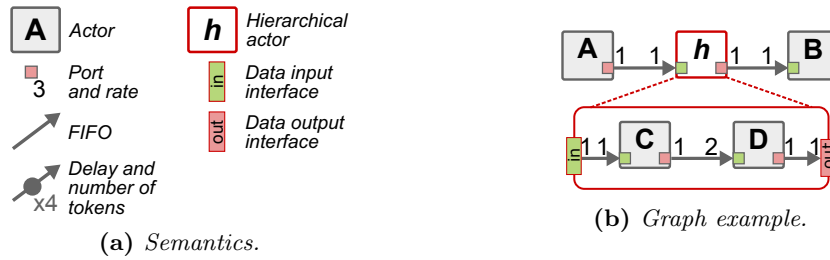 A Actor
h Hierarchical
actor
3 Port
and rate
in Data input
interface
FIFO
out Data output
interface
x4 Delay and
number of
tokens
(a) Semantics.
A 1 1 h 1 1 B
in 1 1 C 1 2 D 1 1 out
(b) Graph example.